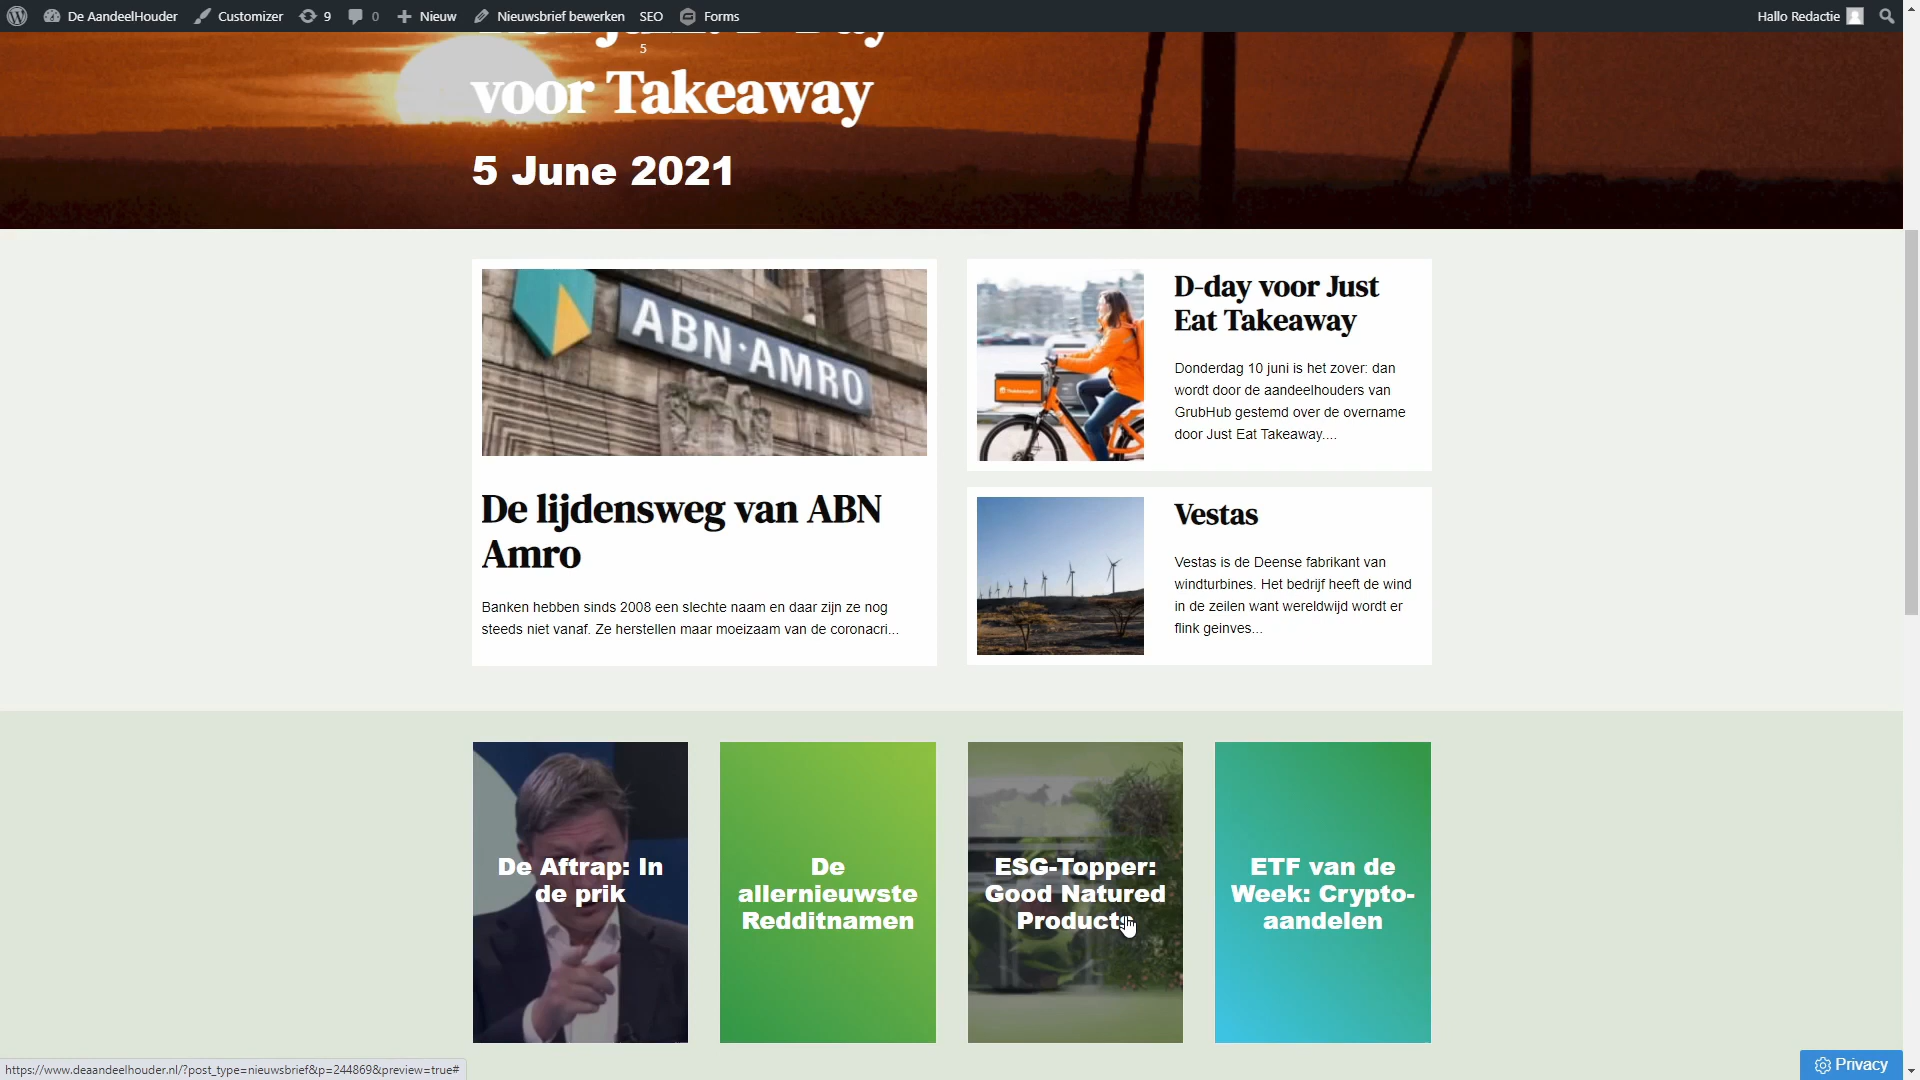 De AandeelHouder
Customizer
9
0
Nieuw
Nieuwsbrief bewerken
SEO
Forms
Hallo Redactie
5
voor Takeaway
5 June 2021
ABN·AMRO
De lijdensweg van ABN
Amro
Banken hebben sinds 2008 een slechte naam en daar zijn ze nog
steeds niet vanaf. Ze herstellen maar moeizaam van de coronacri...
D-day voor Just
Eat Takeaway
Donderdag 10 juni is het zover: dan
wordt door de aandeelhouders van
GrubHub gestemd over de overname
door Just Eat Takeaway....
Vestas
Vestas is de Deense fabrikant van
windturbines. Het bedrijf heeft de wind
in de zeilen want wereldwijd wordt er
flink geinves...
De Aftrap: In
de prik
De
allernieuwste
Redditnamen
ESG-Topper:
Good Natured
Products
ETF van de
Week: Crypto-
aandelen
https://www.deaandeelhouder.nl/?post_type=nieuwsbrief&p=244869&preview=true#
Privacy